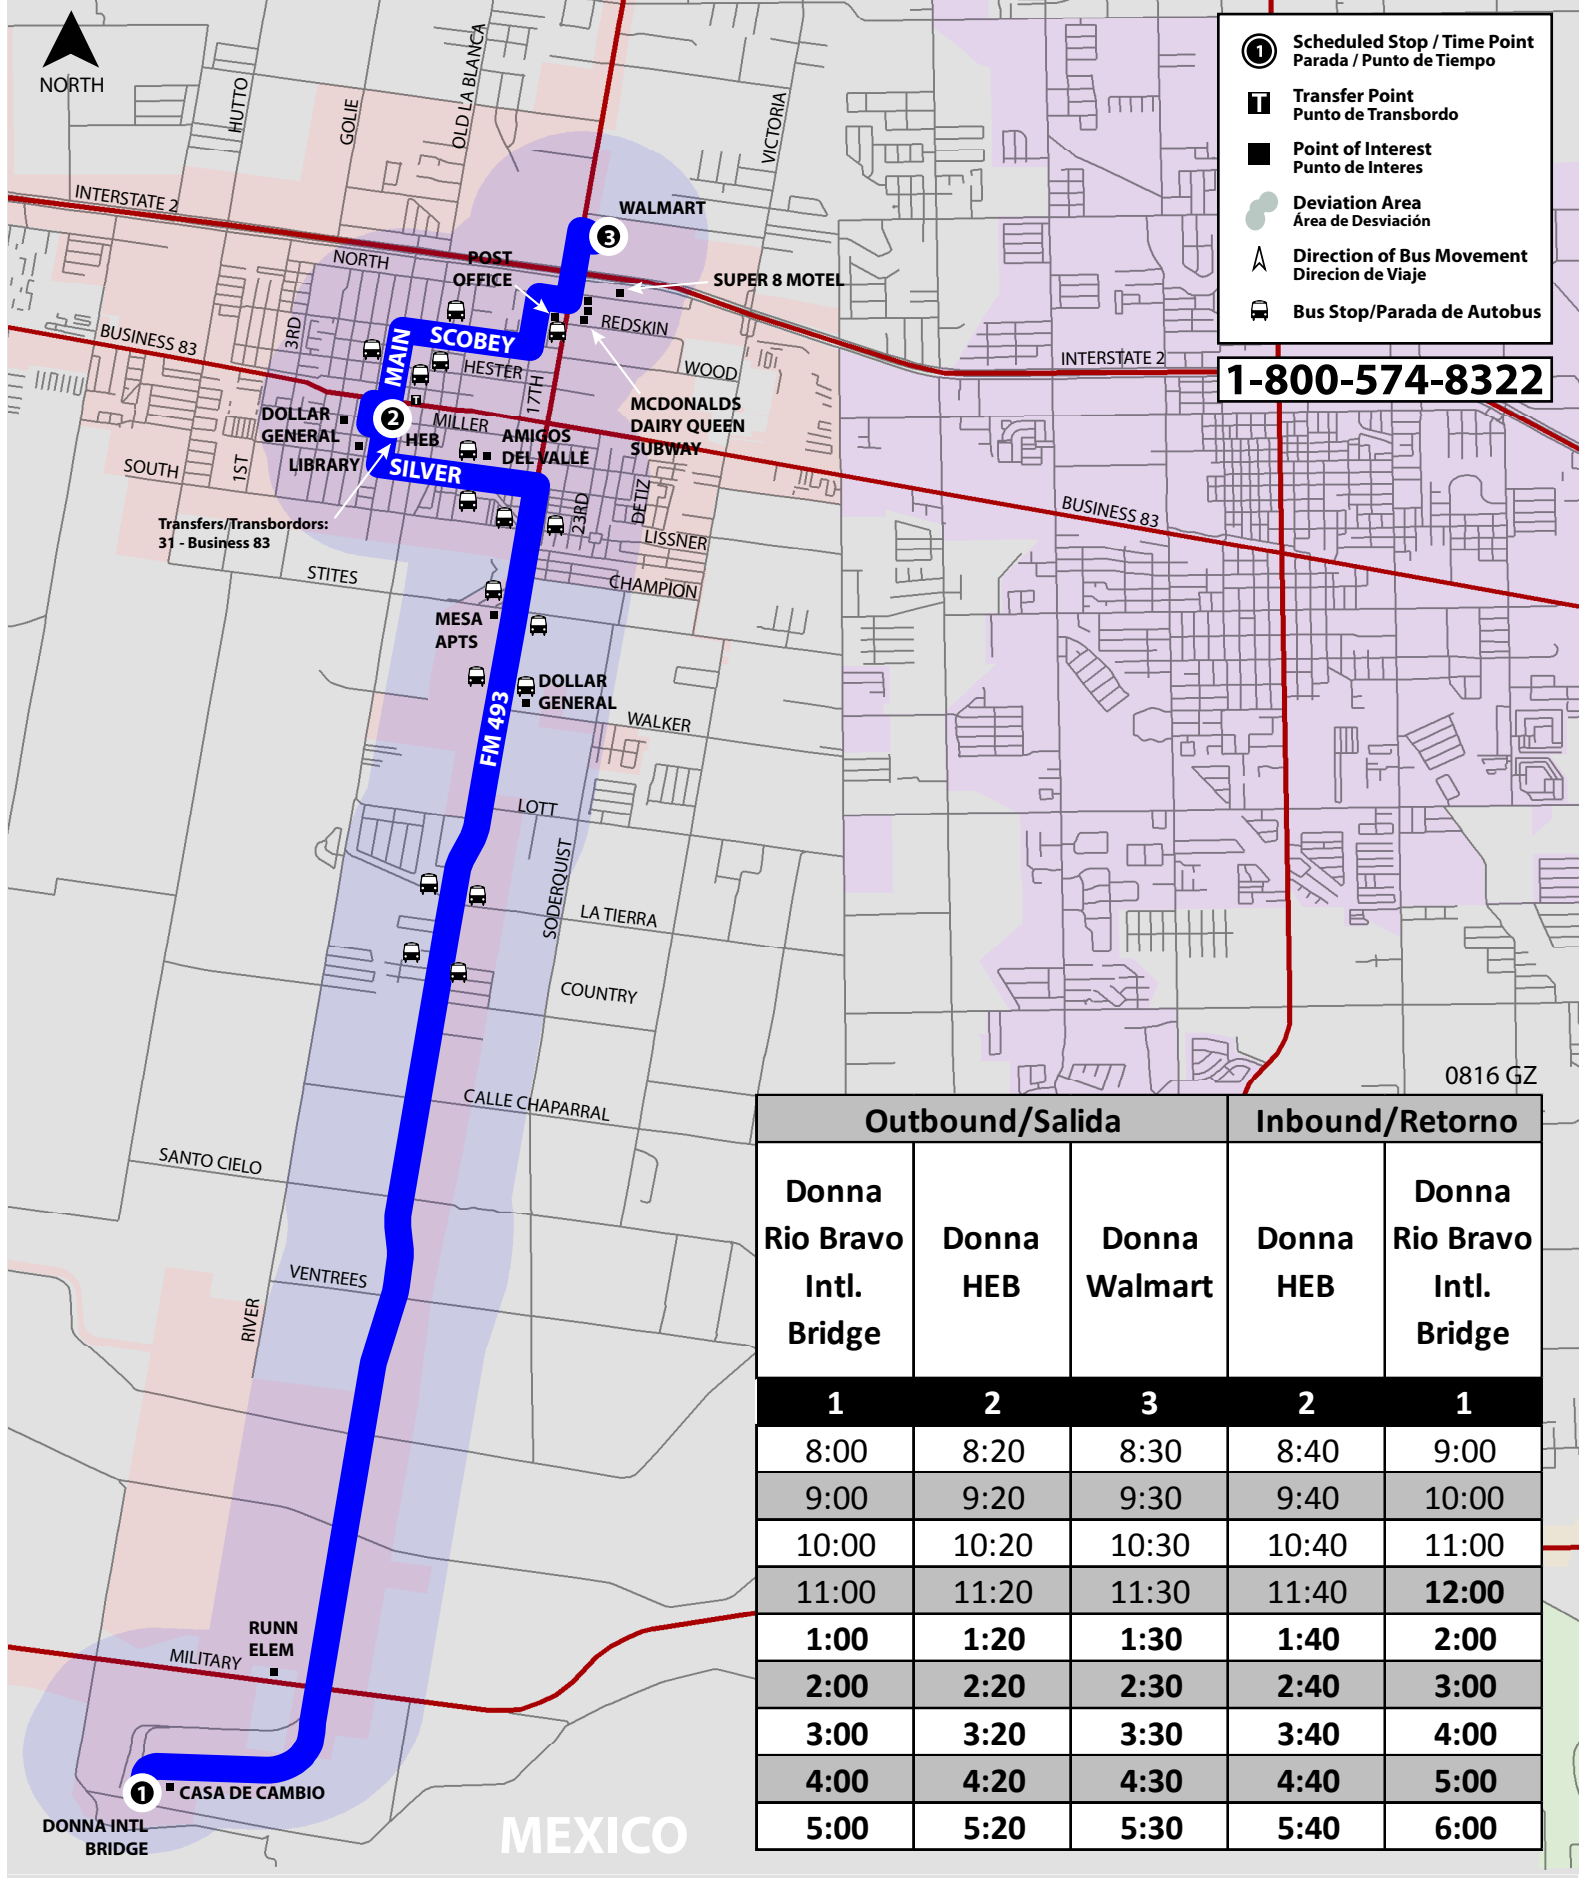 NORTH
HUTTO
GOLIE
OLD LA BLANCA
VICTORIA
INTERSTATE 2
WALMART
3
NORTH
POST
OFFICE
SUPER 8 MOTEL
3RD
BUSINESS 83
MAIN
SCOBEY
REDSKIN
HESTER
WOOD
17TH
INTERSTATE 2
T
DOLLAR
GENERAL
2
HEB
MILLER
MCDONALDS
DAIRY QUEEN
SUBWAY
AMIGOS
DEL VALLE
LIBRARY
SOUTH
1ST
SILVER
23RD
DETIZ
BUSINESS 83
Transfers/Transbordors:
31 - Business 83
LISSNER
STITES
CHAMPION
MESA
APTS
DOLLAR
GENERAL
FM 493
WALKER
LOTT
SODERQUIST
LA TIERRA
COUNTRY
CALLE CHAPARRAL
SANTO CIELO
VENTREES
RIVER
RUNN
ELEM
MILITARY
1
CASA DE CAMBIO
DONNA INTL
BRIDGE
MEXICO
1
Scheduled Stop / Time Point
Parada / Punto de Tiempo
T
Transfer Point
Punto de Transbordo
Point of Interest
Punto de Interes
Deviation Area
Área de Desviación
Direction of Bus Movement
Direcion de Viaje
Bus Stop/Parada de Autobus
1-800-574-8322
0816 GZ
Outbound/Salida Inbound/Retorno
Donna Rio Bravo Intl. Bridge Donna HEB Donna Walmart Donna HEB Donna Rio Bravo Intl. Bridge
1 2 3 2 1
8:00 8:20 8:30 8:40 9:00
9:00 9:20 9:30 9:40 10:00
10:00 10:20 10:30 10:40 11:00
11:00 11:20 11:30 11:40 12:00
1:00 1:20 1:30 1:40 2:00
2:00 2:20 2:30 2:40 3:00
3:00 3:20 3:30 3:40 4:00
4:00 4:20 4:30 4:40 5:00
5:00 5:20 5:30 5:40 6:00